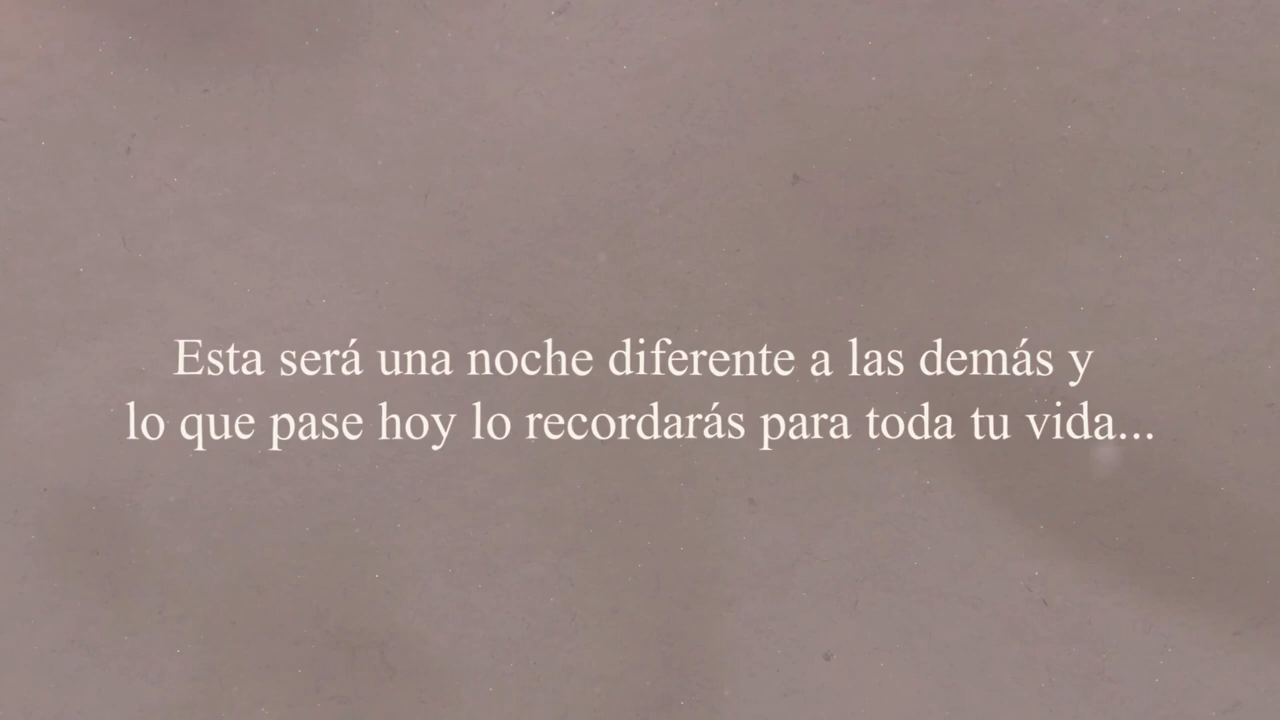 Esta será una noche diferente a las demás y
lo que pase hoy lo recordarás para toda tu vida...